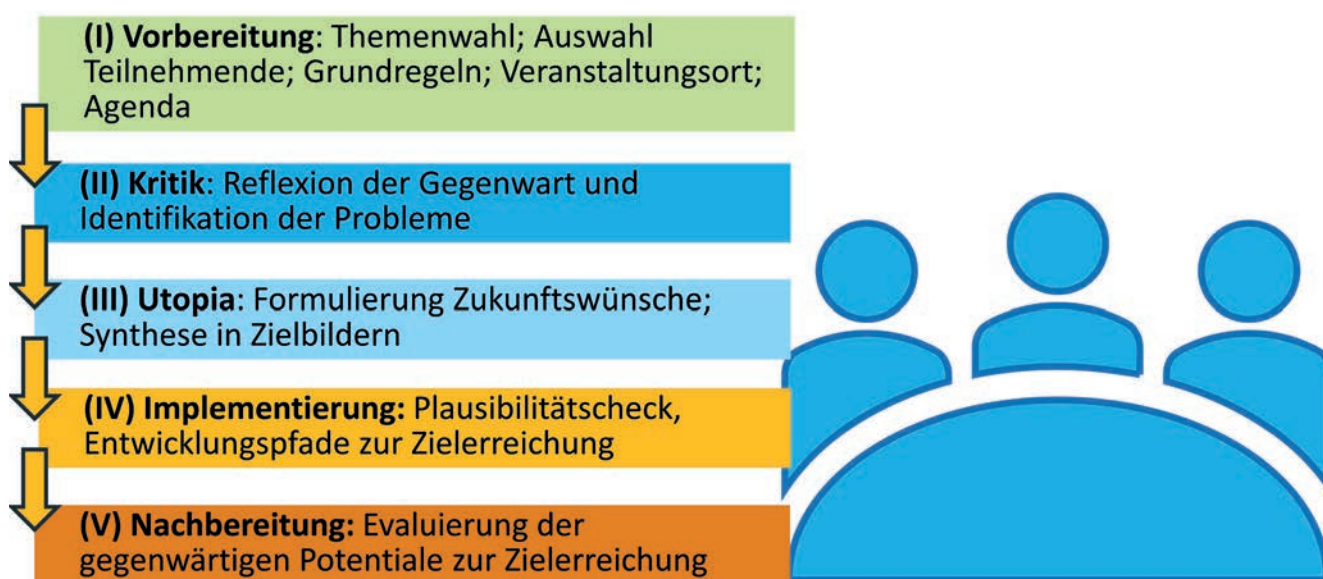 (I) Vorbereitung: Themenwahl; Auswahl
Teilnehmende; Grundregeln; Veranstaltungsort;
Agenda
(II) Kritik: Reflexion der Gegenwart und
Identifikation der Probleme
(III) Utopia: Formulierung Zukunftswünsche;
Synthese in Zielbildern
(IV) Implementierung: Plausibilitätscheck,
Entwicklungspfade zur Zielerreichung
(V) Nachbereitung: Evaluierung der
gegenwärtigen Potentiale zur Zielerreichung